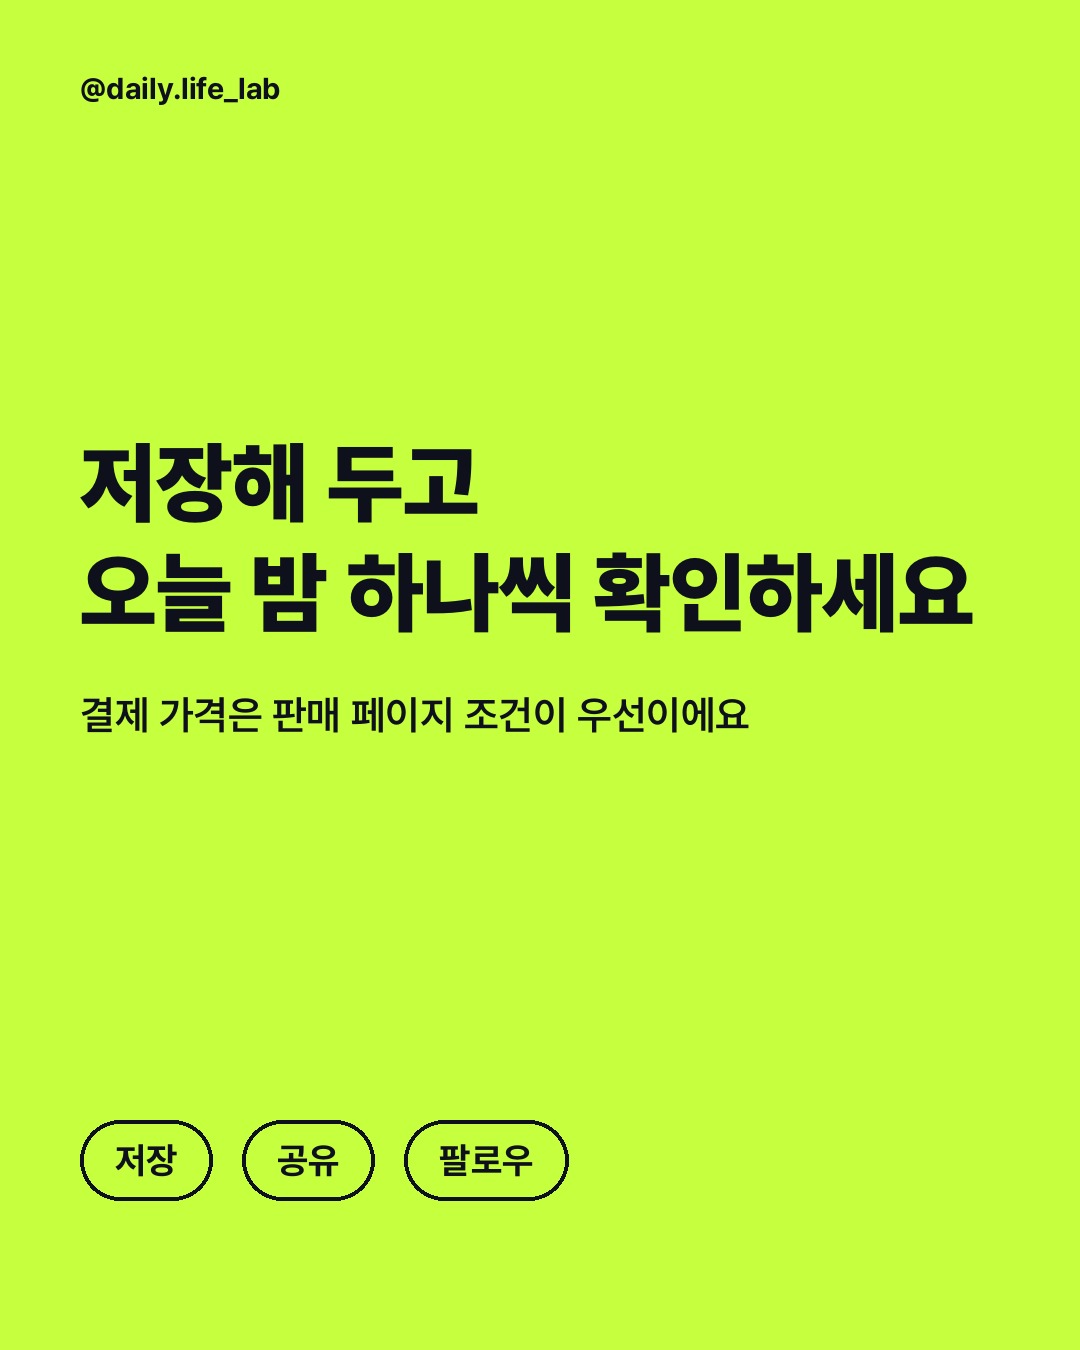 @daily.life_lab
저장해 두고
오늘 밤 하나씩 확인하세요
결제 가격은 판매 페이지 조건이 우선이에요
저장
공유
팔로우